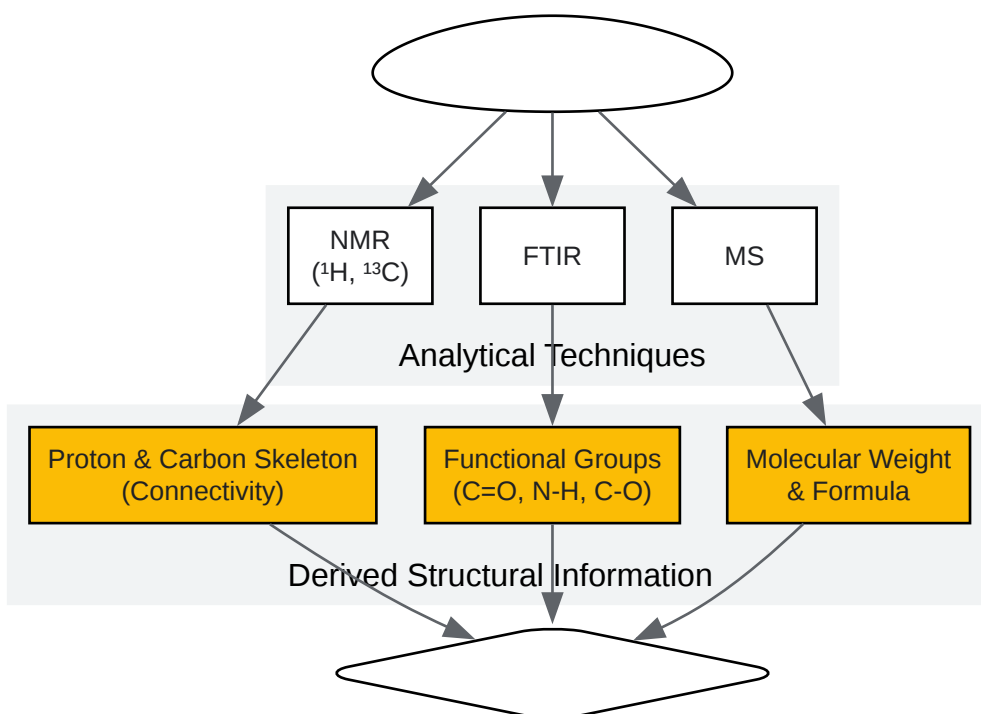 NMR
(¹H, ¹³C)
FTIR
MS
Analytical Techniques
Proton & Carbon Skeleton
(Connectivity)
Functional Groups
(C=O, N-H, C-O)
Molecular Weight
& Formula
Derived Structural Information